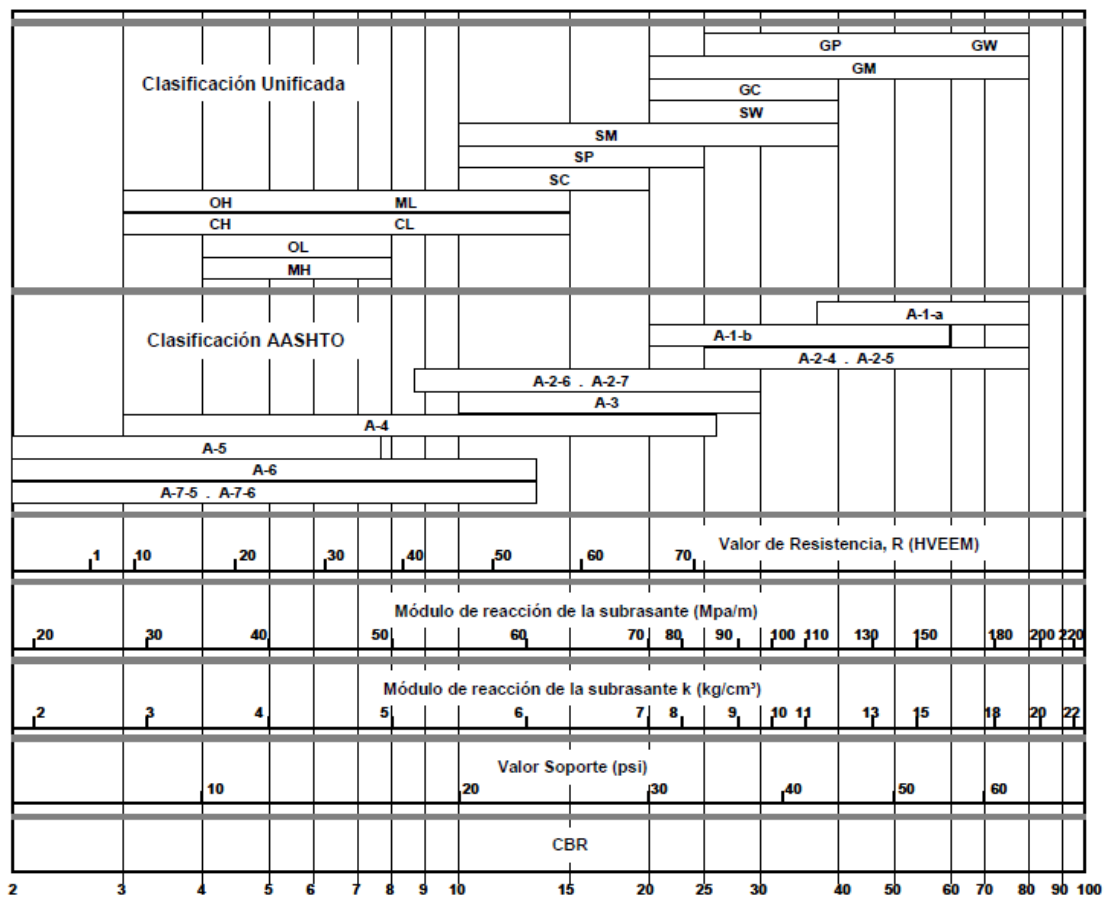 GP GW
GM
Clasificación Unificada
GC
SW
SM
SP
SC
OH ML
CH CL
OL
MH
A-1-a
Clasificación AASHTO
A-1-b
A-2-4 . A-2-5
A-2-6 . A-2-7
A-3
A-4
A-5
A-6
A-7-5 . A-7-6
Valor de Resistencia, R (HVEEM)
1 10 20 30 40 50 60 70
Módulo de reacción de la subrasante (Mpa/m)
20 30 40 50 60 70 80 90 100 110 130 150 180 200 220
Módulo de reacción de la subrasante k (kg/cm³)
2 3 4 5 6 7 8 9 10 11 13 15 18 20 22
Valor Soporte (psi)
10 20 30 40 50 60
CBR
2 3 4 5 6 7 8 9 10 15 20 25 30 40 50 60 70 80 90 100